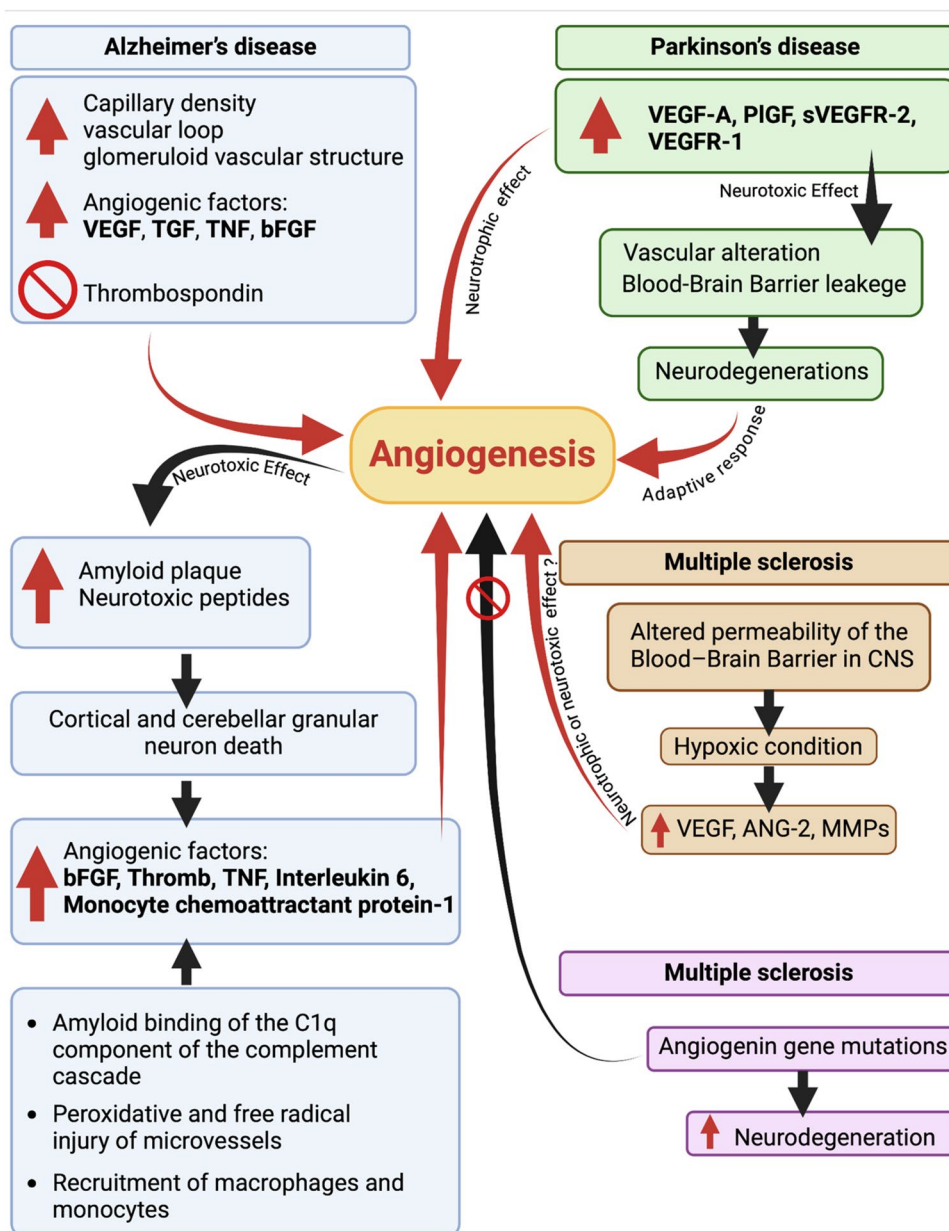 Alzheimer's disease
Capillary density
vascular loop
glomeruloid vascular structure
Angiogenic factors:
VEGF, TGF, TNF, bFGF
Thrombospondin
Parkinson's disease
VEGF-A, PlGF, sVEGFR-2,
VEGFR-1
Neurotoxic Effect
Neurotrophic effect
Vascular alteration
Blood-Brain Barrier leakege
Neurodegenerations
Adaptive response
Angiogenesis
Neurotoxic Effect
Amyloid plaque
Neurotoxic peptides
Cortical and cerebellar granular
neuron death
Angiogenic factors:
bFGF, Thromb, TNF, Interleukin 6,
Monocyte chemoattractant protein-1
• Amyloid binding of the C1q
component of the complement
cascade
• Peroxidative and free radical
injury of microvessels
• Recruitment of macrophages and
monocytes
Multiple sclerosis
Altered permeability of the
Blood–Brain Barrier in CNS
Hypoxic condition
VEGF, ANG-2, MMPs
Neurotrophic or neurotoxic effect ?
Multiple sclerosis
Angiogenin gene mutations
Neurodegeneration